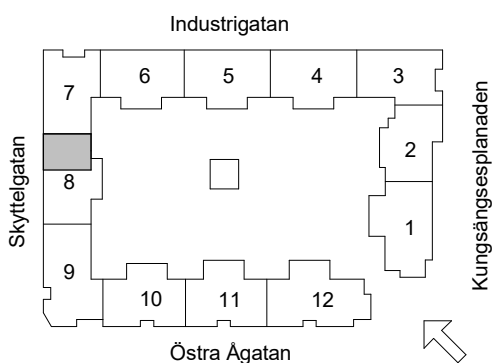 Industrigatan
6 5 4 3
7
2
Skyttelgatan
8
1
Kungsängsesplanaden
9
10 11 12
Östra Ågatan